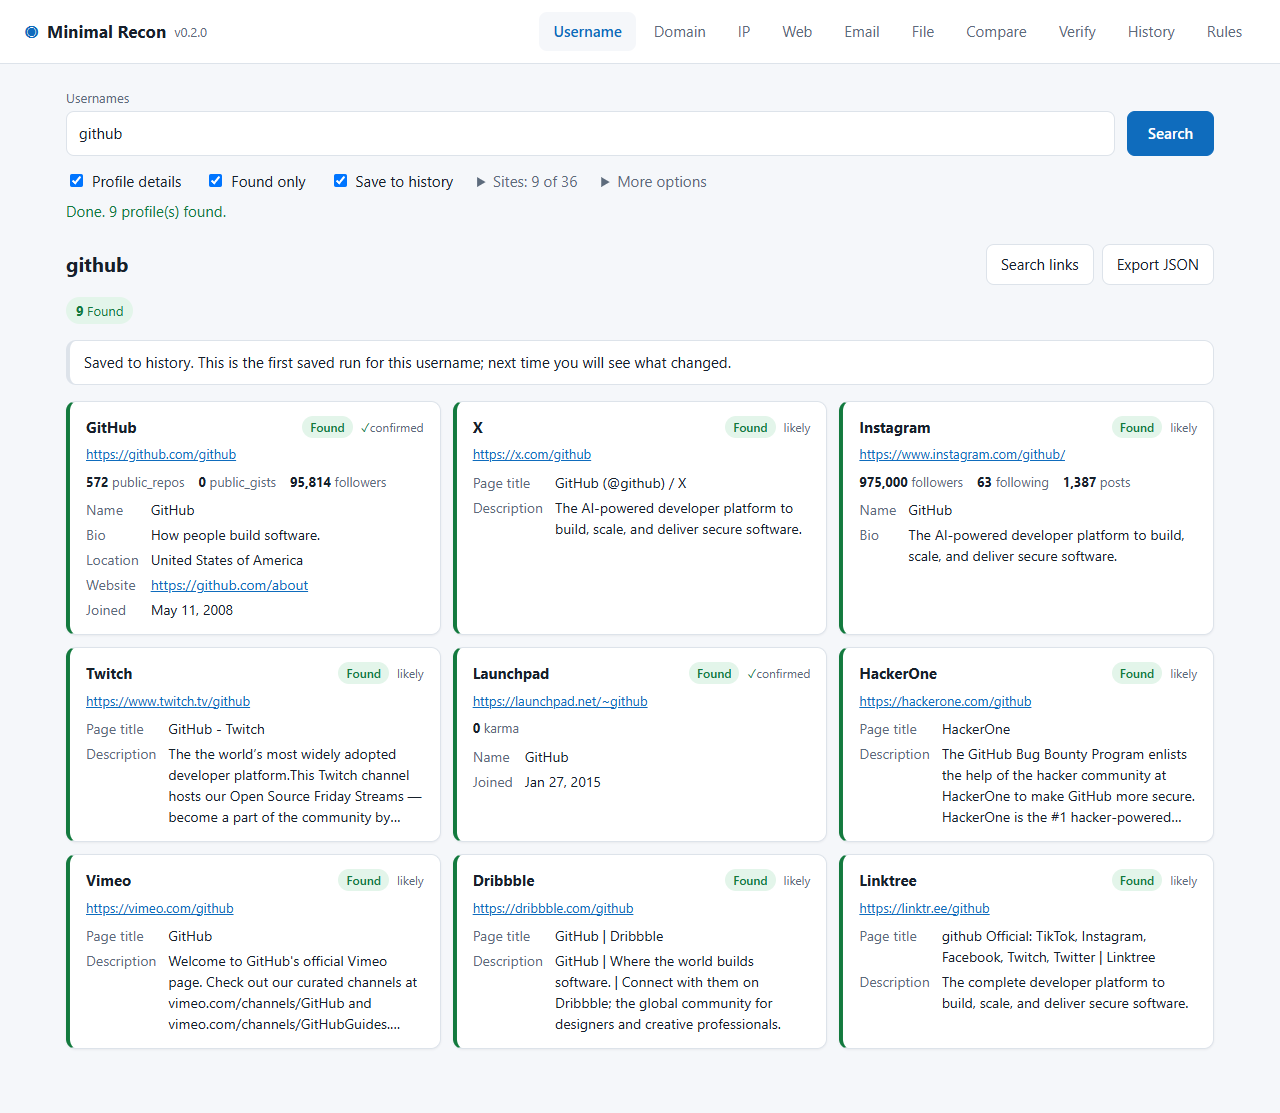 Minimal Recon v0.2.0
Username Domain IP Web Email File Compare Verify History Rules
Usernames
github
Search
Profile details Found only Save to history Sites: 9 of 36 More options
Done. 9 profile(s) found.
github
Search links Export JSON
9 Found
Saved to history. This is the first saved run for this username; next time you will see what changed.
GitHub Found ✓confirmed
https://github.com/github
572 public_repos 0 public_gists 95,814 followers
Name GitHub
Bio How people build software.
Location United States of America
Website https://github.com/about
Joined May 11, 2008
X Found likely
https://x.com/github
Page title GitHub (@github) / X
Description The AI-powered developer platform to
build, scale, and deliver secure software.
Instagram Found likely
https://www.instagram.com/github/
975,000 followers 63 following 1,387 posts
Name GitHub
Bio The AI-powered developer platform to build,
scale, and deliver secure software.
Twitch Found likely
https://www.twitch.tv/github
Page title GitHub - Twitch
Description The the world’s most widely adopted
developer platform.This Twitch channel
hosts our Open Source Friday Streams —
become a part of the community by...
Launchpad Found ✓confirmed
https://launchpad.net/~github
0 karma
Name GitHub
Joined Jan 27, 2015
HackerOne Found likely
https://hackerone.com/github
Page title HackerOne
Description The GitHub Bug Bounty Program enlists
the help of the hacker community at
HackerOne to make GitHub more secure.
HackerOne is the #1 hacker-powered...
Vimeo Found likely
https://vimeo.com/github
Page title GitHub
Description Welcome to GitHub's official Vimeo
page. Check out our curated channels at
vimeo.com/channels/GitHub and
vimeo.com/channels/GitHubGuides....
Dribbble Found likely
https://dribbble.com/github
Page title GitHub | Dribbble
Description GitHub | Where the world builds
software. | Connect with them on
Dribbble; the global community for
designers and creative professionals.
Linktree Found likely
https://linktr.ee/github
Page title github Official: TikTok, Instagram,
Facebook, Twitch, Twitter | Linktree
Description The complete developer platform to
build, scale, and deliver secure software.